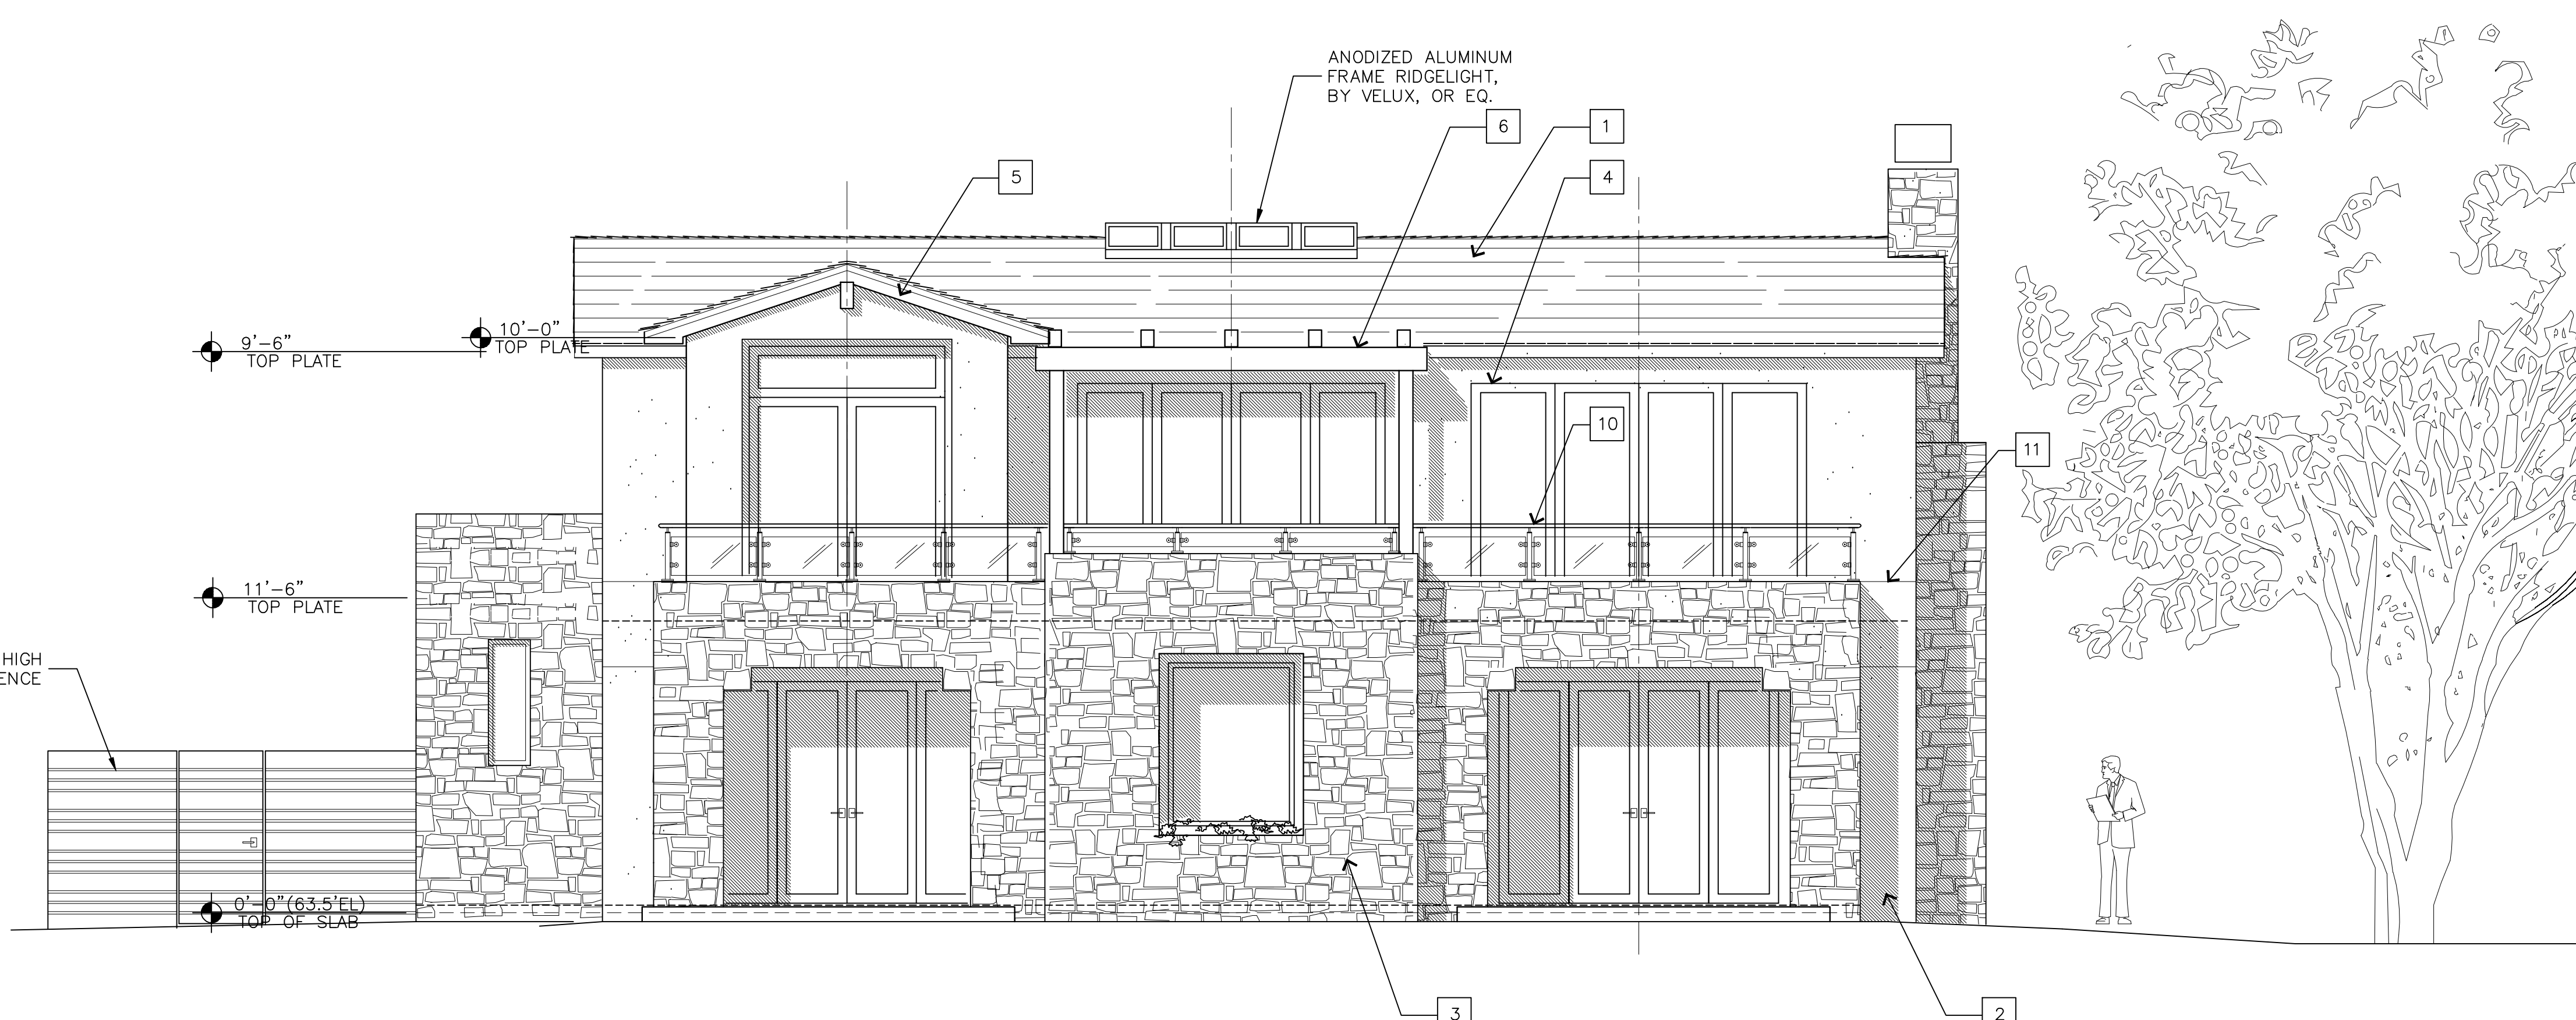 ANODIZED ALUMINUM
FRAME RIDGELIGHT,
BY VELUX, OR EQ.
6
1
5
4
10'-0"
TOP PLATE
9'-6"
TOP PLATE
10
11
11'-6"
TOP PLATE
HIGH
ENCE
0'-0"(63.5'EL)
TOP OF SLAB
3
2